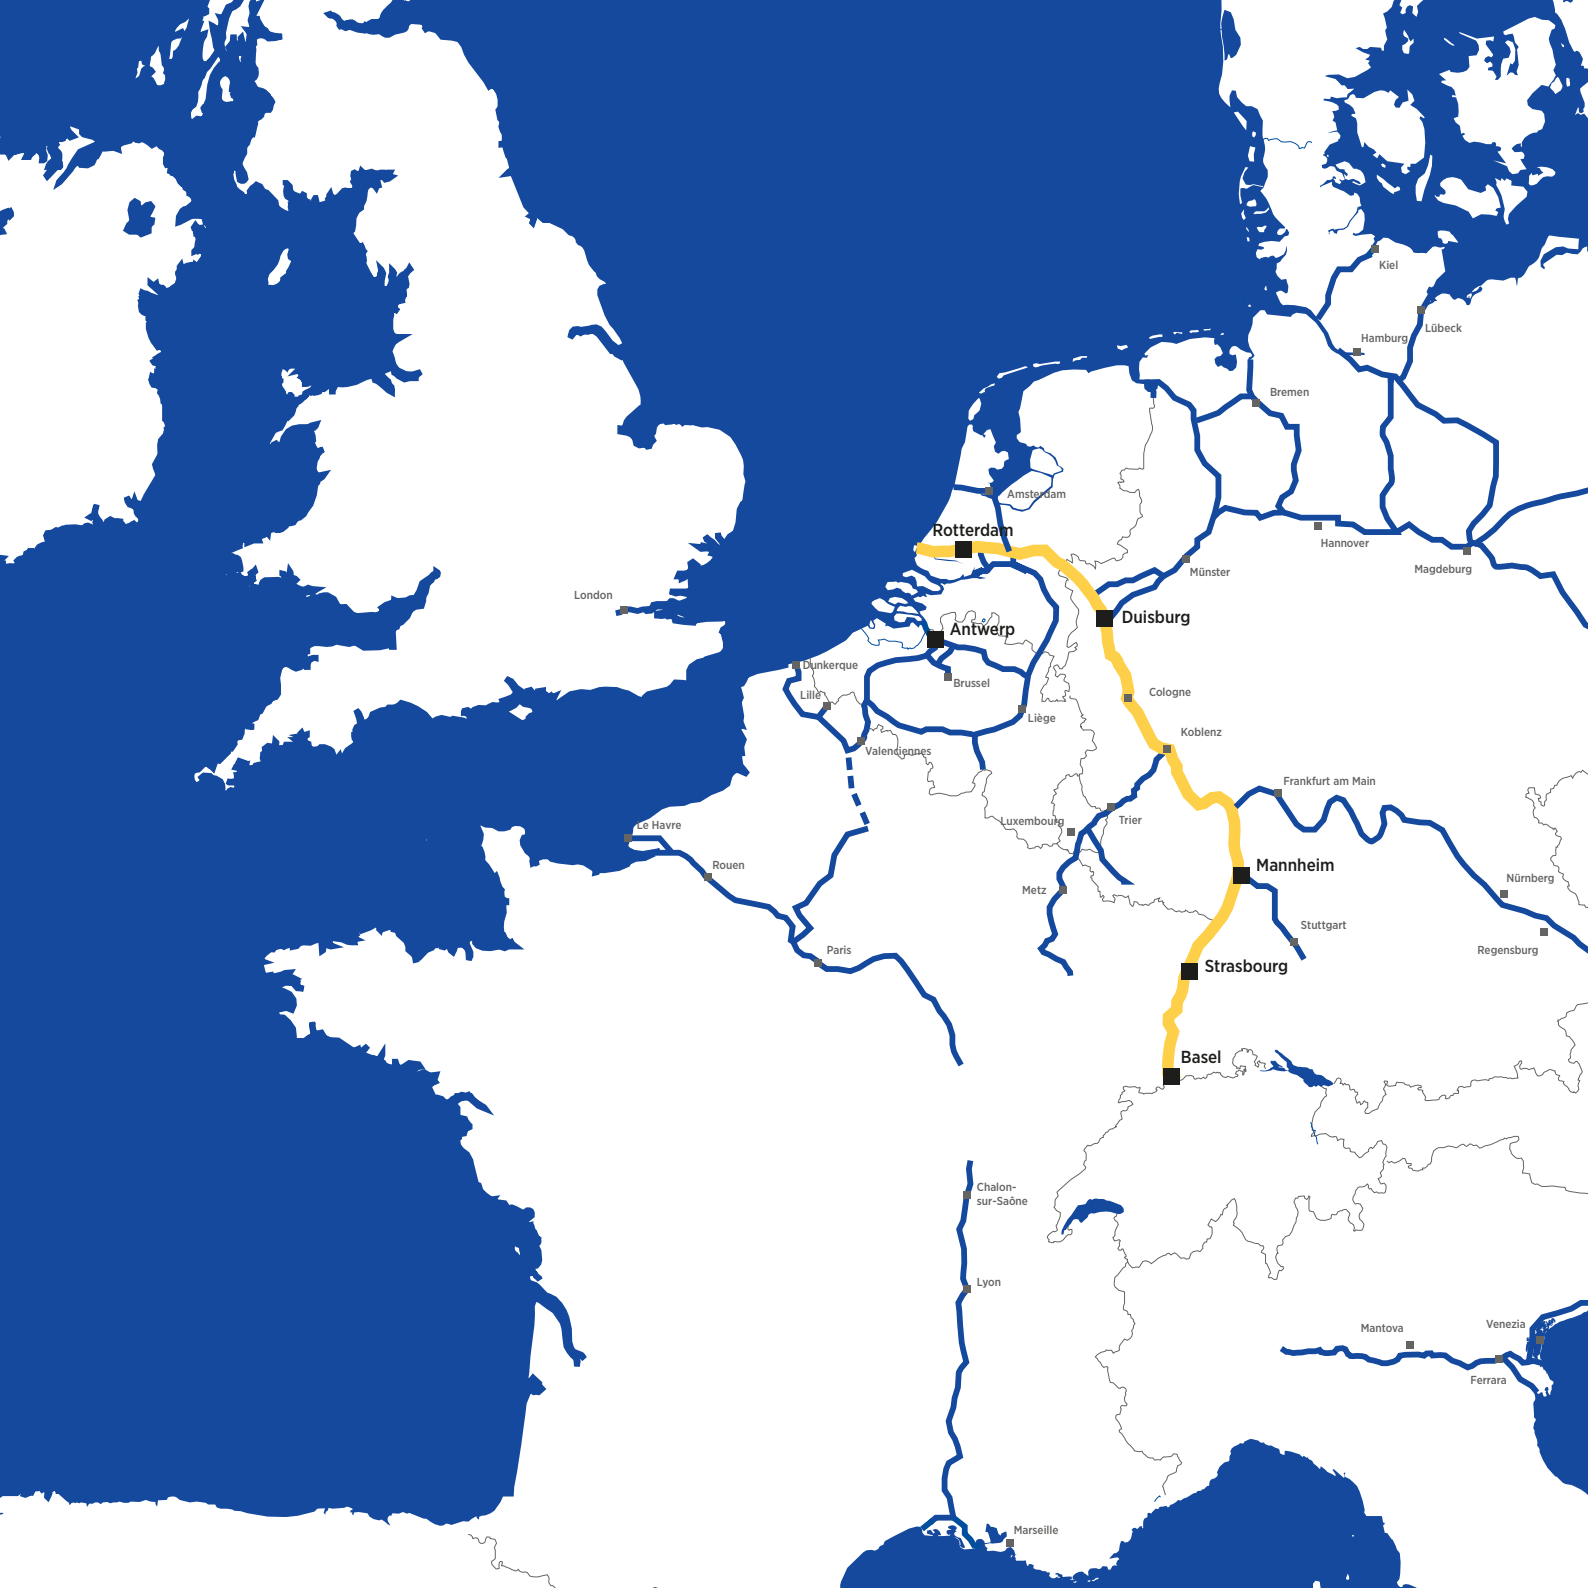 Kiel
Lübeck
Hamburg
Bremen
Amsterdam
Rotterdam
Hannover
Magdeburg
Münster
London
Duisburg
Antwerp
Dunkerque
Brussel
Lille
Cologne
Liège
Koblenz
Valenciennes
Frankfurt am Main
Luxembourg
Trier
Le Havre
Rouen
Mannheim
Metz
Nürnberg
Stuttgart
Paris
Regensburg
Strasbourg
Basel
Chalon-
sur-Saône
Lyon
Mantova
Venezia
Ferrara
Marseille